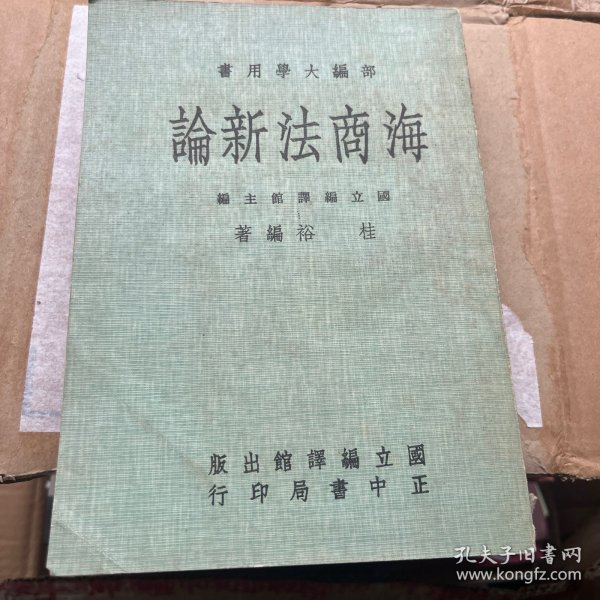 部編大學用書
海商法新論
國立編譯館主編
桂裕編著
國立編譯館出版
正中書局印行
孔夫子旧书网
www.kongfz.com